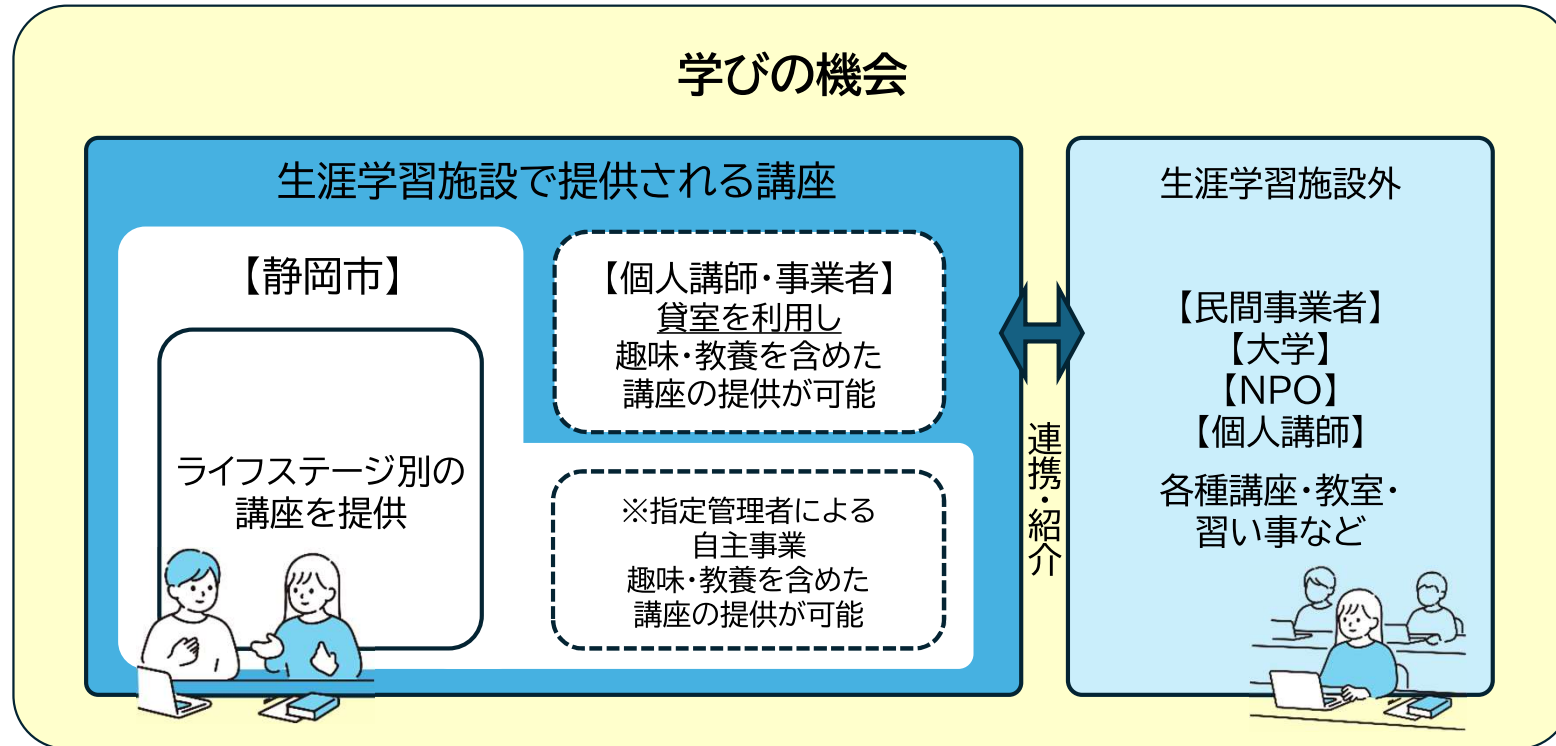 学びの機会
生涯学習施設で提供される講座
【静岡市】
ライフステージ別の
講座を提供
【個人講師・事業者】
貸室を利用し
趣味・教養を含めた
講座の提供が可能
※指定管理者による
自主事業
趣味・教養を含めた
講座の提供が可能
連携・紹介
生涯学習施設外
【民間事業者】
【大学】
【NPO】
【個人講師】
各種講座・教室・
習い事など